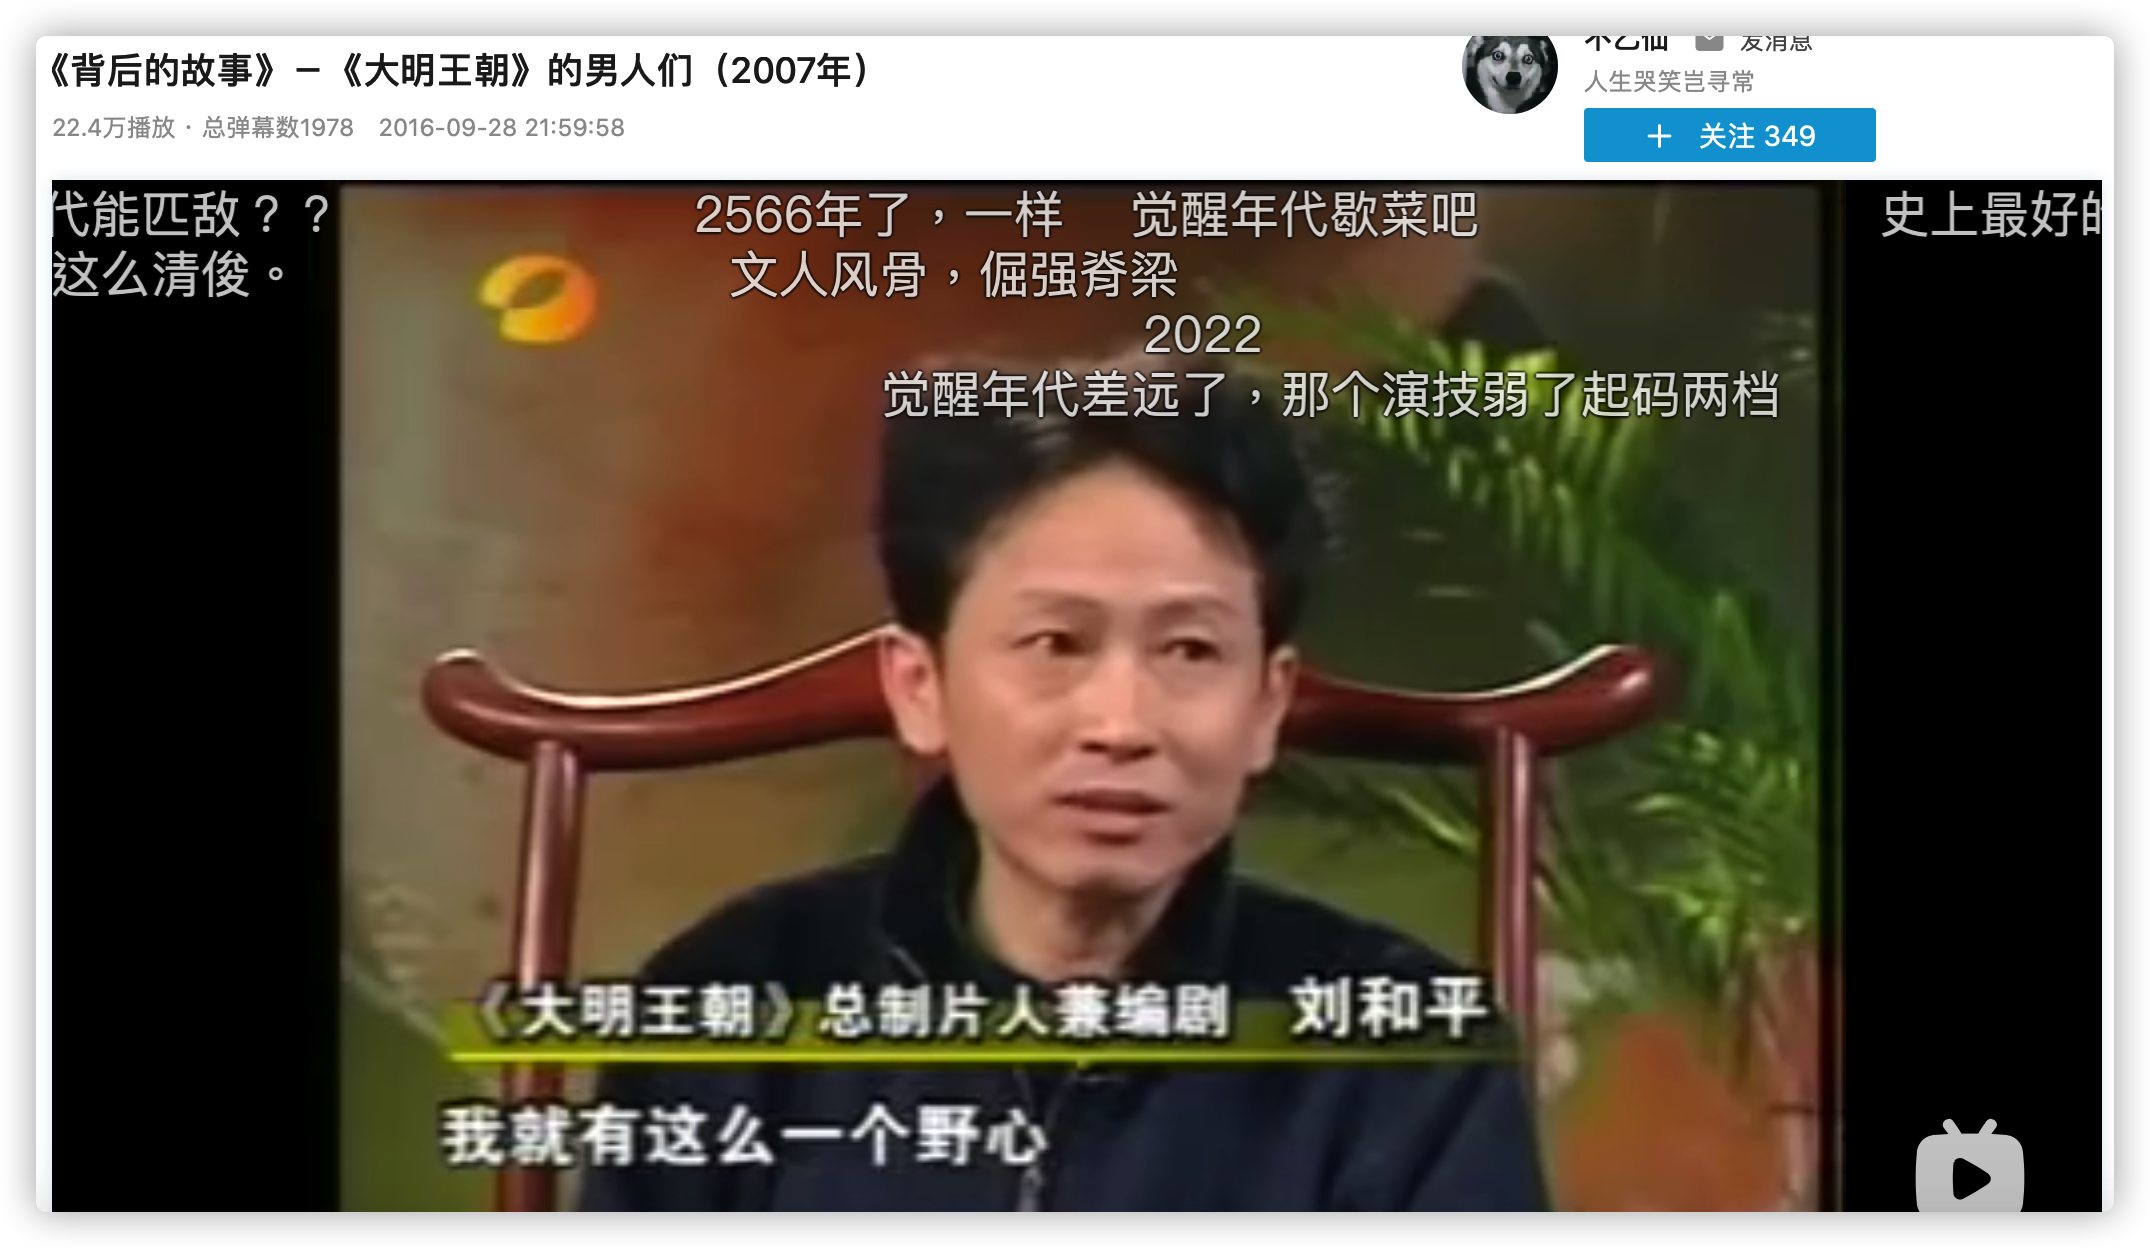 《背后的故事》－《大明王朝》的男人们（2007年）
22.4万播放 · 总弹幕数1978 2016-09-28 21:59:58
人生哭笑岂寻常
＋ 关注 349
代能匹敌？？ 2566年了，一样 觉醒年代歇菜吧 史上最好的
这么清俊。 文人风骨，倔强脊梁
2022
觉醒年代差远了，那个演技弱了起码两档
《大明王朝》总制片人兼编剧 刘和平
我就有这么一个野心